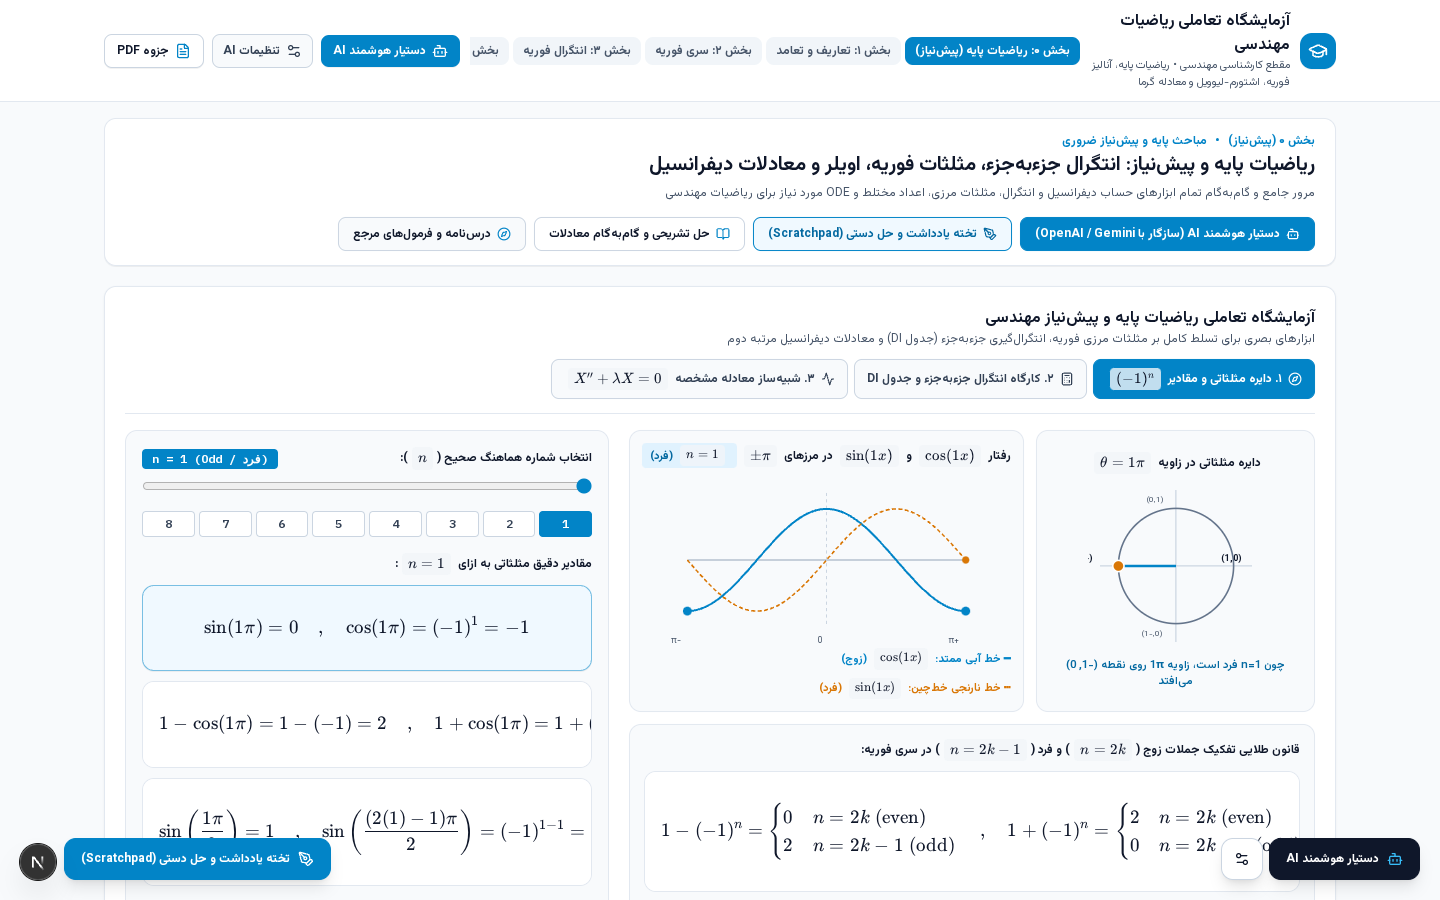 آزمایشگاه تعاملی ریاضیات
مهندسی
مقطع کارشناسی مهندسی • ریاضیات پایه، آنالیز
فوریه، اشتورم-لیوویل و معادله گرما
بخش ۰: ریاضیات پایه (پیش‌نیاز)
بخش ۱: تعاریف و تعامد
بخش ۲: سری فوریه
بخش ۳: انتگرال فوریه
بخش
دستیار هوشمند AI
تنظیمات AI
جزوه PDF
بخش ۰ (پیش‌نیاز) • مباحث پایه و پیش‌نیاز ضروری
ریاضیات پایه و پیش‌نیاز: انتگرال جزءبه‌جزء، مثلثات فوریه، اویلر و معادلات دیفرانسیل
مرور جامع و گام‌به‌گام تمام ابزارهای حساب دیفرانسیل و انتگرال، مثلثات مرزی، اعداد مختلط و ODE مورد نیاز برای ریاضیات مهندسی
دستیار هوشمند AI (سازگار با OpenAI / Gemini)
تخته یادداشت و حل دستی (Scratchpad)
حل تشریحی و گام‌به‌گام معادلات
درس‌نامه و فرمول‌های مرجع
آزمایشگاه تعاملی ریاضیات پایه و پیش‌نیاز مهندسی
ابزارهای بصری برای تسلط کامل بر مثلثات مرزی فوریه، انتگرال‌گیری جزءبه‌جزء (جدول DI) و معادلات دیفرانسیل مرتبه دوم
۱. دایره مثلثاتی و مقادیر (−1)ⁿ
۲. کارگاه انتگرال جزءبه‌جزء و جدول DI
۳. شبیه‌ساز معادله مشخصه X″ + λX = 0
دایره مثلثاتی در زاویه θ = 1π
(0,1)
(1,0)
(1-,0)
چون n=1 فرد است، زاویه 1π روی نقطه (1-, 0)
می‌افتد
رفتار cos(1x) و sin(1x) در مرزهای ±π n = 1 (فرد)
π-
0
π+
━ خط آبی ممتد: cos(1x) (زوج)
━ خط نارنجی خط‌چین: sin(1x) (فرد)
قانون طلایی تفکیک جملات زوج ( n = 2k ) و فرد ( n = 2k − 1 ) در سری فوریه:
1 − (−1)ⁿ = { 0 n = 2k (even) , 1 + (−1)ⁿ = { 2 n = 2k (even)
2 n = 2k − 1 (odd) 0 n = 2k
انتخاب شماره هماهنگ صحیح ( n ):
n = 1 (Odd / فرد)
1 2 3 4 5 6 7 8
مقادیر دقیق مثلثاتی به ازای n = 1 :
sin(1π) = 0 , cos(1π) = (−1)¹ = −1
1 − cos(1π) = 1 − (−1) = 2 , 1 + cos(1π) = 1 + (
sin(1π/2) = 1 , sin((2(1) − 1)π/2) = (−1)¹⁻¹ =
تخته یادداشت و حل دستی (Scratchpad)
دستیار هوشمند AI
N